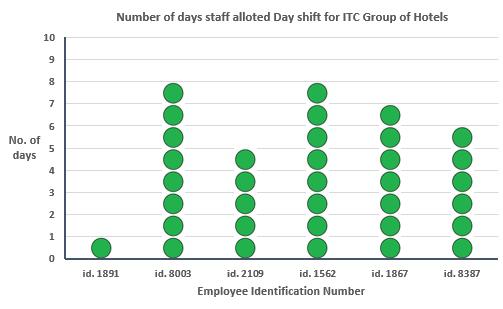 Number of days staff alloted Day shift for ITC Group of Hotels
10
9
8
7
6
5
4
3
2
1
0
No. of
days
id. 1891 id. 8003 id. 2109 id. 1562 id. 1867 id. 8387
Employee Identification Number